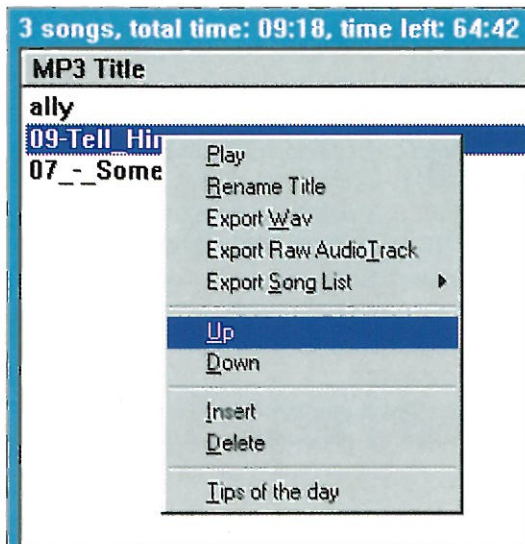 3 songs, total time: 09:18, time left: 64:42
MP3 Title
ally
09-Tell_Hi
07_-_Some
Play
Rename Title
Export Wav
Export Raw AudioTrack
Export Song List
Up
Down
Insert
Delete
Tips of the day